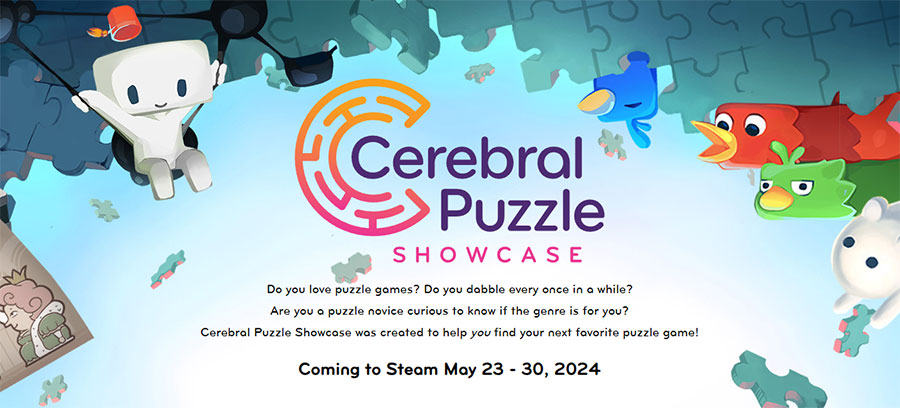 Cerebral
Puzzle
SHOWCASE
Do you love puzzle games? Do you dabble every once in a while?
Are you a puzzle novice curious to know if the genre is for you?
Cerebral Puzzle Showcase was created to help you find your next favorite puzzle game!
Coming to Steam May 23 - 30, 2024